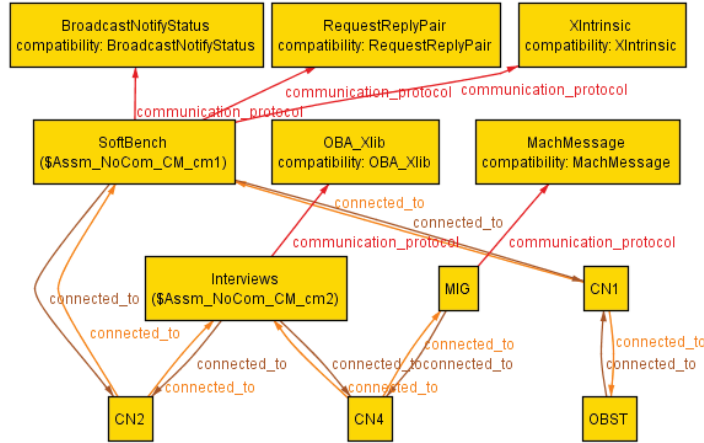 BroadcastNotifyStatus
compatibility: BroadcastNotifyStatus
RequestReplyPair
compatibility: RequestReplyPair
XIntrinsic
compatibility: XIntrinsic
communication_protocol
communication_protocol
communication_protocol
SoftBench
($Assm_NoCom_CM_cm1)
OBA_Xlib
compatibility: OBA_Xlib
MachMessage
compatibility: MachMessage
connected_to
connected_to
communication_protocol
communication_protocol
Interviews
($Assm_NoCom_CM_cm2)
MIG
CN1
connected_to
connected_to
connected_to
connected_to
connected_to
connected_to
connected_to
connected_to
connected_to
connected_to
CN2
CN4
OBST